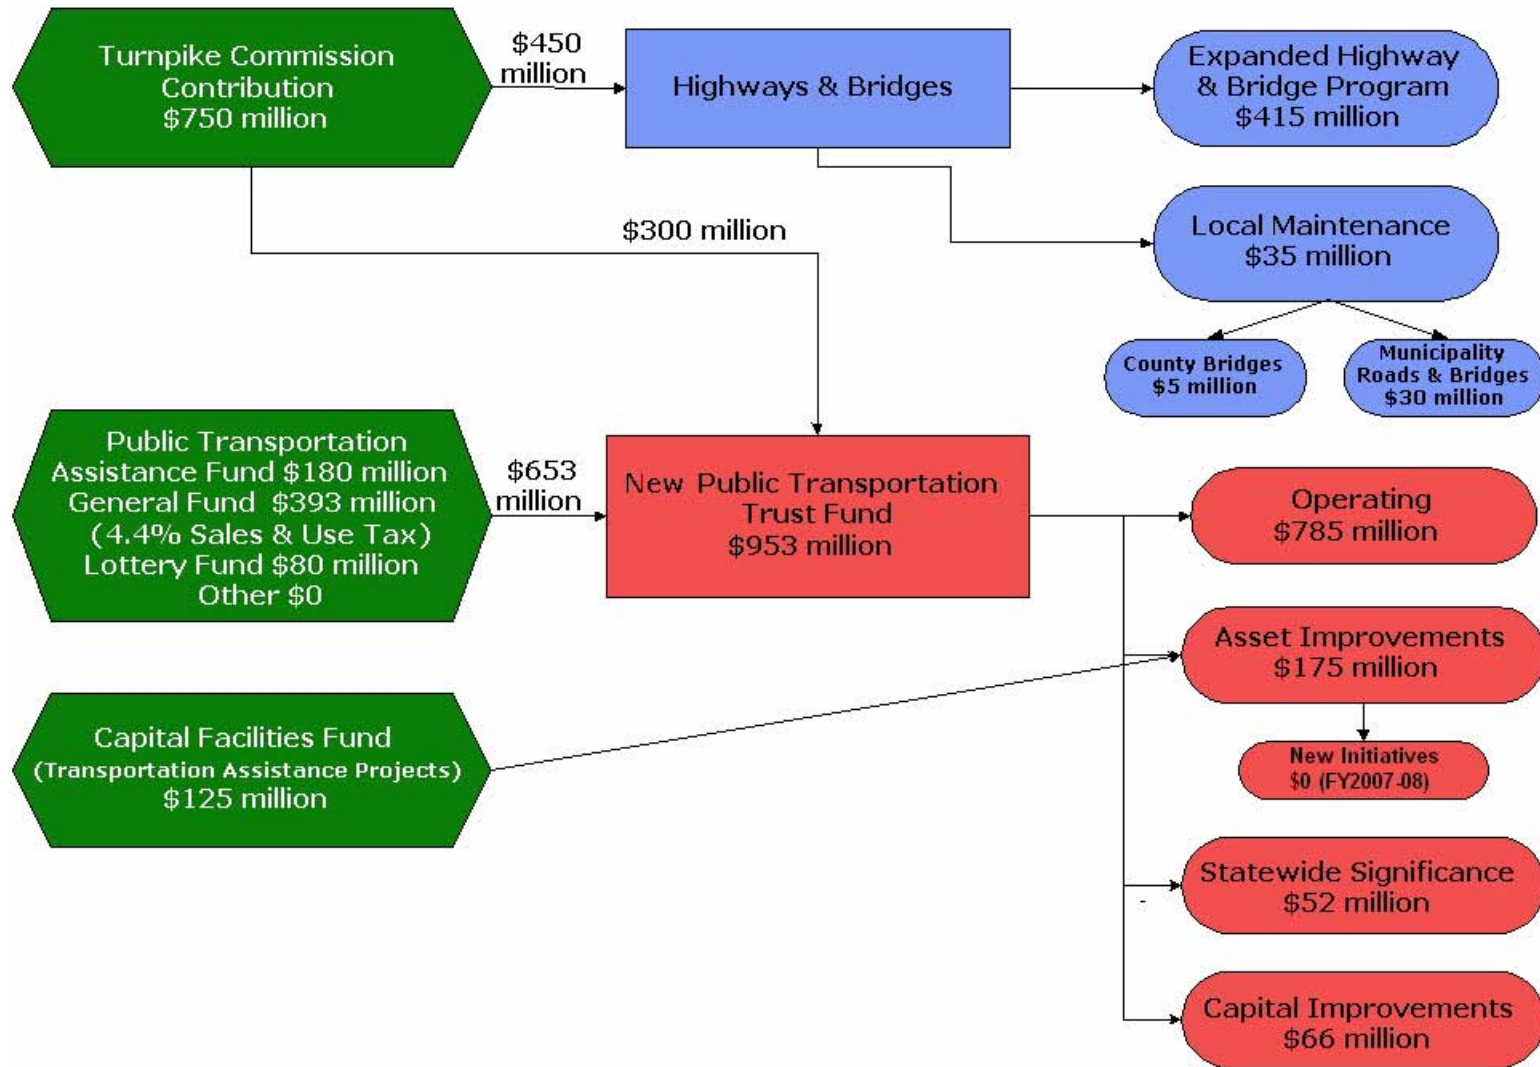 Turnpike Commission
Contribution
$750 million
$450
million
Highways & Bridges
Expanded Highway
& Bridge Program
$415 million
$300 million
Local Maintenance
$35 million
County Bridges
$5 million
Municipality
Roads & Bridges
$30 million
Public Transportation
Assistance Fund $180 million
General Fund $393 million
(4.4% Sales & Use Tax)
Lottery Fund $80 million
Other $0
$653
million
New Public Transportation
Trust Fund
$953 million
Operating
$785 million
Asset Improvements
$175 million
New Initiatives
$0 (FY2007-08)
Capital Facilities Fund
(Transportation Assistance Projects)
$125 million
Statewide Significance
$52 million
-
Capital Improvements
$66 million